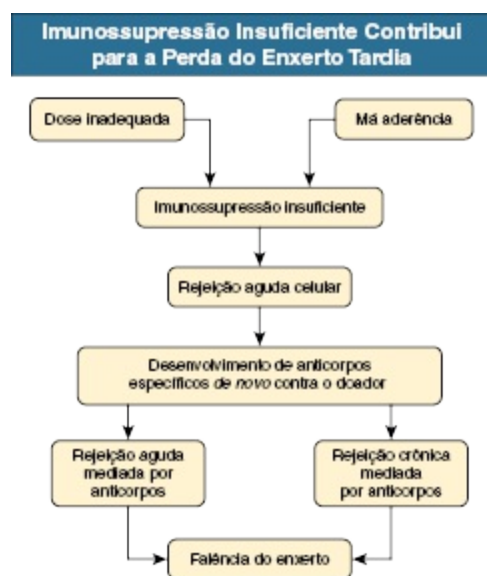 Imunossupressão Insuficiente Contribui
para a Perda do Enxerto Tardia
Dose inadequada
Má aderência
Imunossupressão insuficiente
Rejeição aguda celular
Desenvolvimento de anticorpos
específicos de novo contra o doador
Rejeição aguda
mediada por
anticorpos
Rejeição crônica
mediada
por anticorpos
Falência do enxerto